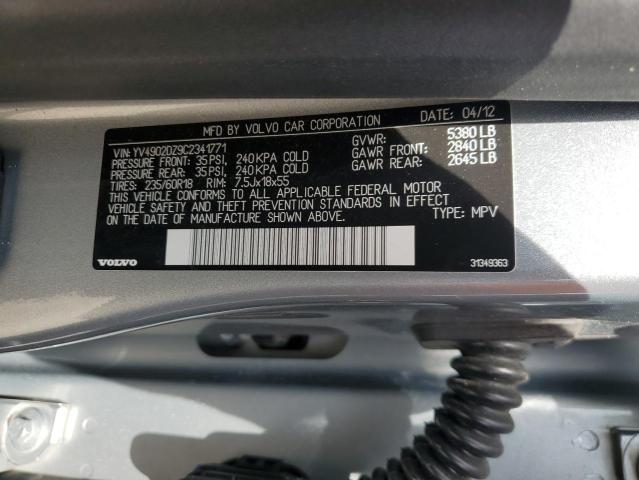 MFD BY VOLVO CAR CORPORATION DATE: 04/12
VIN: YV4902DZ9C2341771 GVWR: 5380 LB
PRESSURE FRONT: 35 PSI, 240 KPA COLD GAWR FRONT: 2840 LB
PRESSURE REAR: 35 PSI, 240 KPA COLD GAWR REAR: 2645 LB
TIRES: 235/60R18 RIM: 7.5Jx18x55
THIS VEHICLE CONFORMS TO ALL APPLICABLE FEDERAL MOTOR
VEHICLE SAFETY AND THEFT PREVENTION STANDARDS IN EFFECT
ON THE DATE OF MANUFACTURE SHOWN ABOVE. TYPE: MPV
VOLVO 31349363